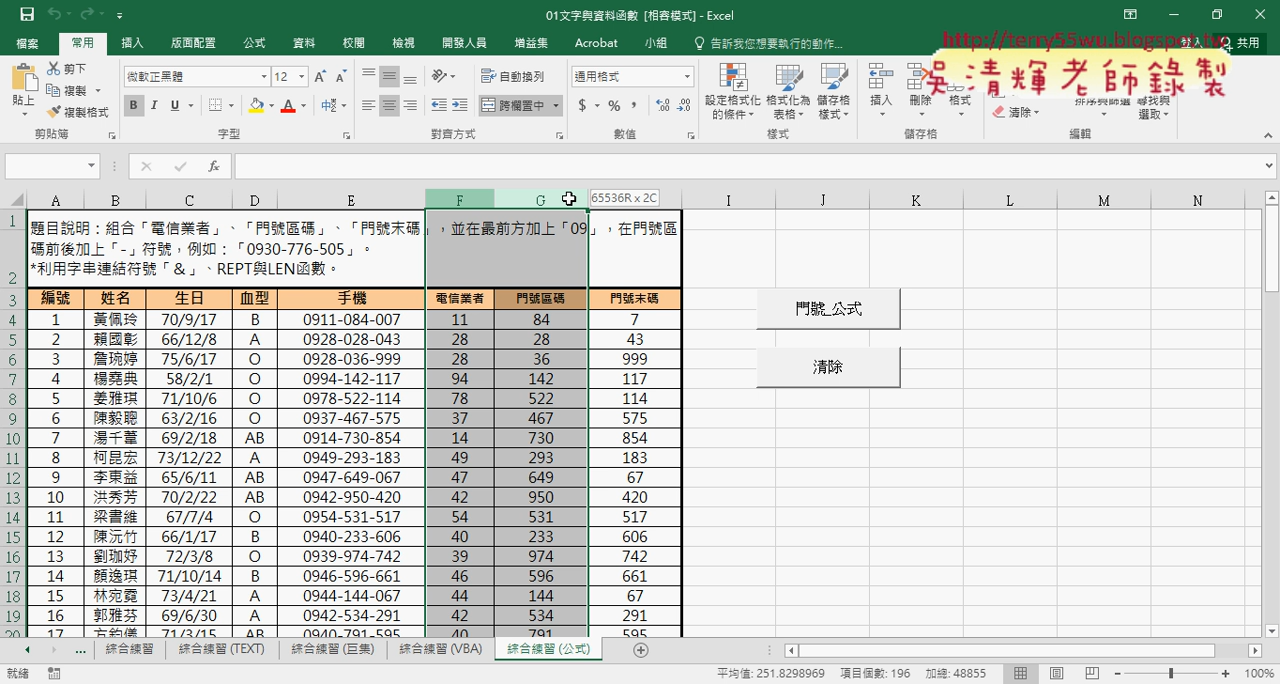 01文字與資料函數 [相容模式] - Excel
檔案 常用 插入 版面配置 公式 資料 校閱 檢視 開發人員 增益集 Acrobat 小組 告訴我您想要執行的動作... 登入 共用
http://terry55wu.blogspot.tw
吳清輝老師錄製
貼上 剪下 複製 複製格式
微軟正黑體 12
自動換列
跨欄置中
通用格式
設定格式化的條件 格式化為表格 儲存格樣式
插入 刪除 格式
清除 排序與篩選 尋找與選取
剪貼簿 字型 對齊方式 數值 樣式 儲存格 編輯
fx
A B C D E F G 65536R x 2C I J K L M N
1 題目說明：組合「電信業者」、「門號區碼」、「門號末碼」，並在最前方加上「09」，在門號區
2 碼前後加上「-」符號，例如：「0930-776-505」。
*利用字串連結符號「&」、REPT與LEN函數。
3 編號 姓名 生日 血型 手機 電信業者 門號區碼 門號末碼
4 1 黃佩玲 70/9/17 B 0911-084-007 11 84 7
5 2 賴國彰 66/12/8 A 0928-028-043 28 28 43
6 3 詹琬婷 75/6/17 O 0928-036-999 28 36 999
7 4 楊堯典 58/2/1 O 0994-142-117 94 142 117
8 5 姜雅琪 71/10/6 O 0978-522-114 78 522 114
9 6 陳毅聰 63/2/16 O 0937-467-575 37 467 575
10 7 湯千蕙 69/2/18 AB 0914-730-854 14 730 854
11 8 柯昆宏 73/12/22 A 0949-293-183 49 293 183
12 9 李東益 65/6/11 AB 0947-649-067 47 649 67
13 10 洪秀芳 70/2/22 AB 0942-950-420 42 950 420
14 11 梁書維 67/7/4 O 0954-531-517 54 531 517
15 12 陳沅竹 66/1/17 B 0940-233-606 40 233 606
16 13 劉珈妤 72/3/8 O 0939-974-742 39 974 742
17 14 顏逸琪 71/10/14 B 0946-596-661 46 596 661
18 15 林宛霓 73/4/21 A 0944-144-067 44 144 67
19 16 郭雅芬 69/6/30 A 0942-534-291 42 534 291
20 17 方鈞儀 71/3/15 AB 0940-791-595 40 791 595
門號_公式
清除
... 綜合練習 綜合練習 (TEXT) 綜合練習 (巨集) 綜合練習 (VBA) 綜合練習 (公式)
就緒 平均值: 251.8298969 項目個數: 196 加總: 48855 100%